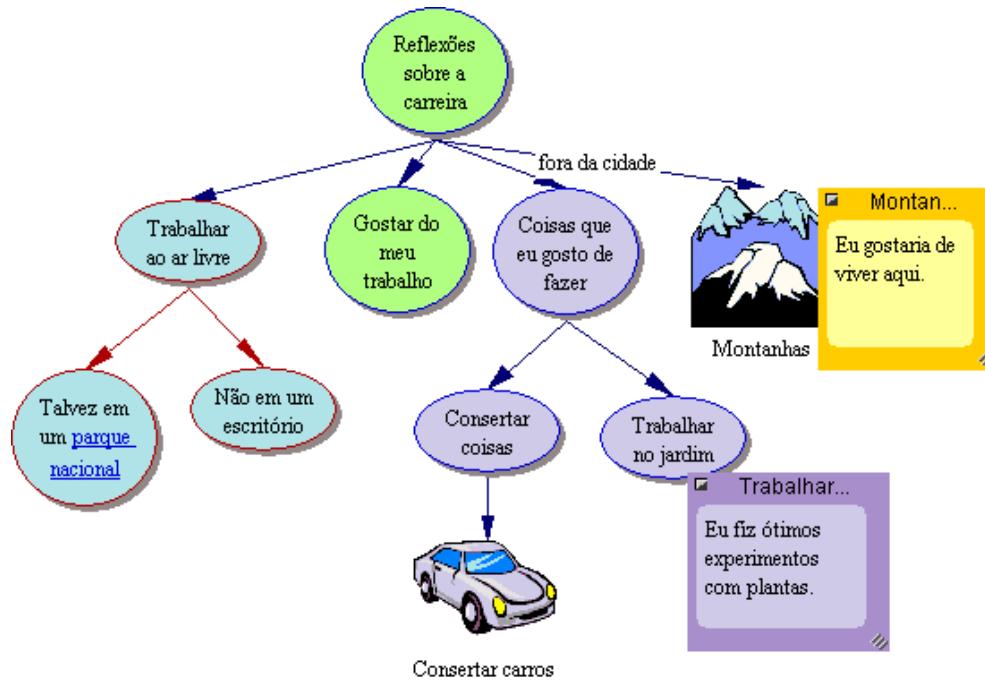 Reflexões
sobre a
carreira
fora da cidade
Trabalhar
ao ar livre
Gostar do
meu
trabalho
Coisas que
eu gosto de
fazer
Montanhas
Montan...
Eu gostaria de
viver aqui.
Talvez em
um parque
nacional
Não em um
escritório
Consertar
coisas
Trabalhar
no jardim
Trabalhar...
Eu fiz ótimos
experimentos
com plantas.
Consertar carros